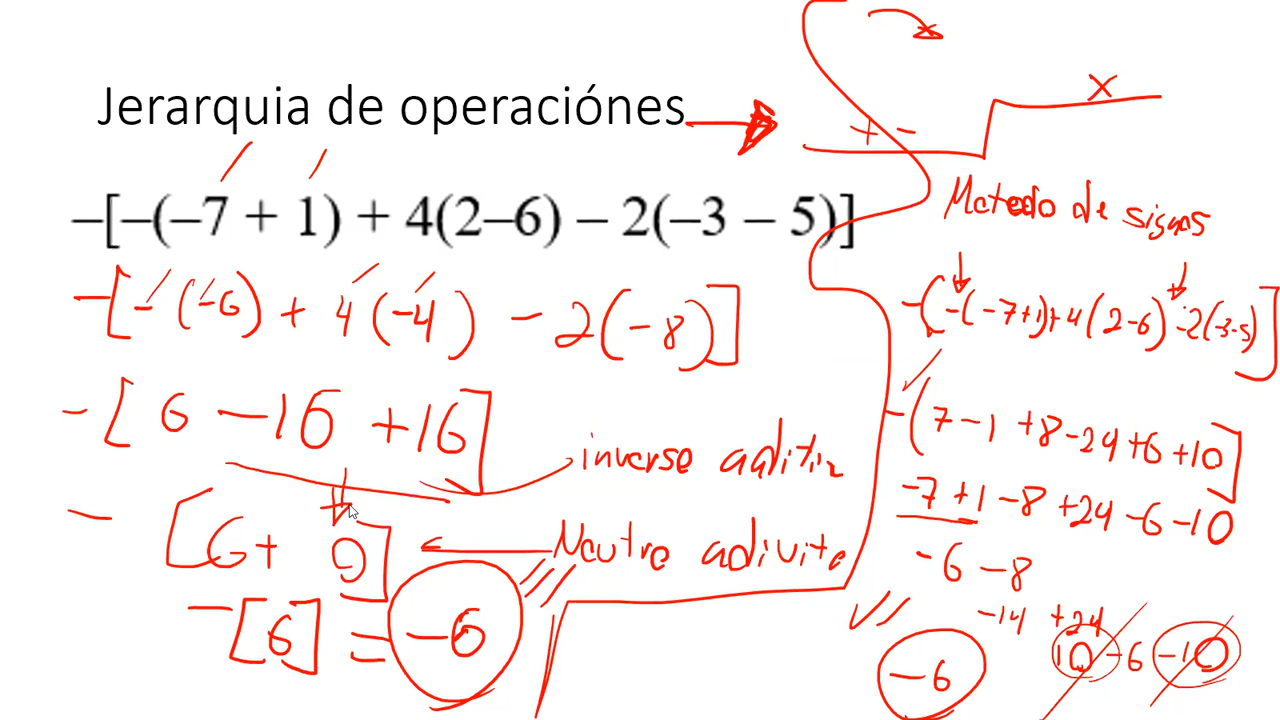 Jerarquia de operaciónes
+ -
x
–[–(–7 + 1) + 4(2–6) – 2(–3 – 5)]
-[-(-6) + 4(-4) - 2(-8)]
-[6 -16 +16]
inverse aditiv
-[6+ 0]
Neutro aditivite
-[6] = -6
Metodo de signos
-(-(-7+1)+4(2-6) -2(-3-5)]
-(7-1 +8-24+6+10]
-7 +1 -8 +24 -6 -10
-6 -8
-14 +24
10 -6 -10
-6